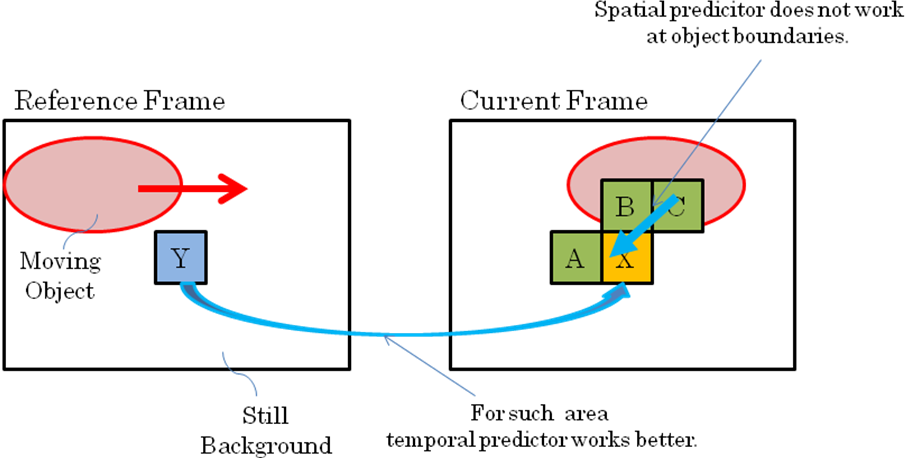 Spatial predicitor does not work
at object boundaries.
Reference Frame
Current Frame
B
C
Y
A
X
Moving
Object
Still
Background
For such area
temporal predictor works better.